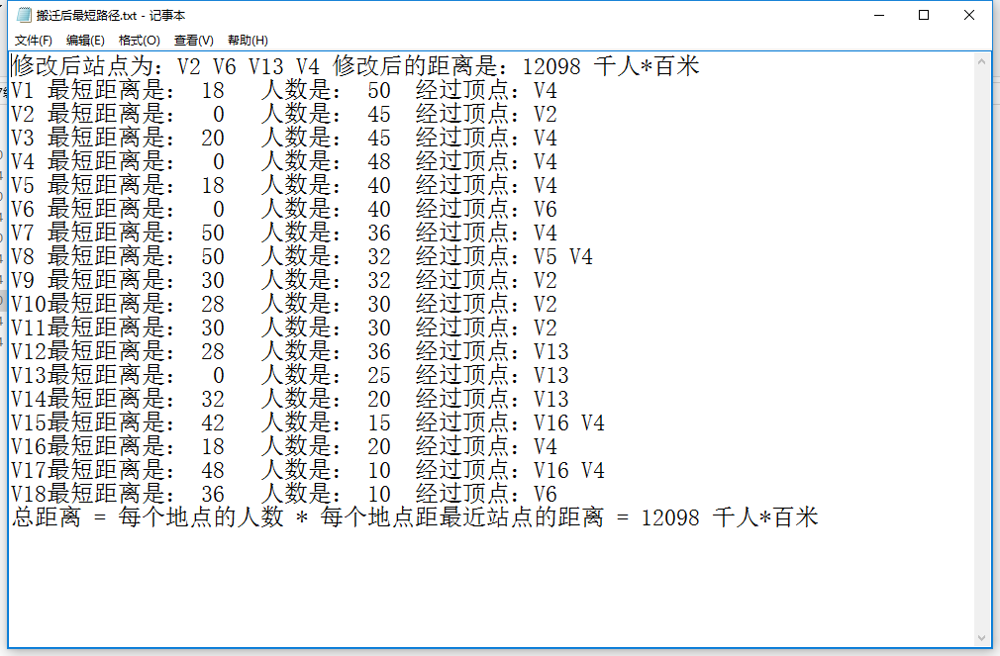 搬迁后最短路径.txt - 记事本
文件(F) 编辑(E) 格式(O) 查看(V) 帮助(H)
修改后站点为：V2 V6 V13 V4 修改后的距离是：12098 千人*百米
V1 最短距离是： 18 人数是： 50 经过顶点：V4
V2 最短距离是： 0 人数是： 45 经过顶点：V2
V3 最短距离是： 20 人数是： 45 经过顶点：V4
V4 最短距离是： 0 人数是： 48 经过顶点：V4
V5 最短距离是： 18 人数是： 40 经过顶点：V4
V6 最短距离是： 0 人数是： 40 经过顶点：V6
V7 最短距离是： 50 人数是： 36 经过顶点：V4
V8 最短距离是： 50 人数是： 32 经过顶点：V5 V4
V9 最短距离是： 30 人数是： 32 经过顶点：V2
V10最短距离是： 28 人数是： 30 经过顶点：V2
V11最短距离是： 30 人数是： 30 经过顶点：V2
V12最短距离是： 28 人数是： 36 经过顶点：V13
V13最短距离是： 0 人数是： 25 经过顶点：V13
V14最短距离是： 32 人数是： 20 经过顶点：V13
V15最短距离是： 42 人数是： 15 经过顶点：V16 V4
V16最短距离是： 18 人数是： 20 经过顶点：V4
V17最短距离是： 48 人数是： 10 经过顶点：V16 V4
V18最短距离是： 36 人数是： 10 经过顶点：V6
总距离 = 每个地点的人数 * 每个地点距最近站点的距离 = 12098 千人*百米